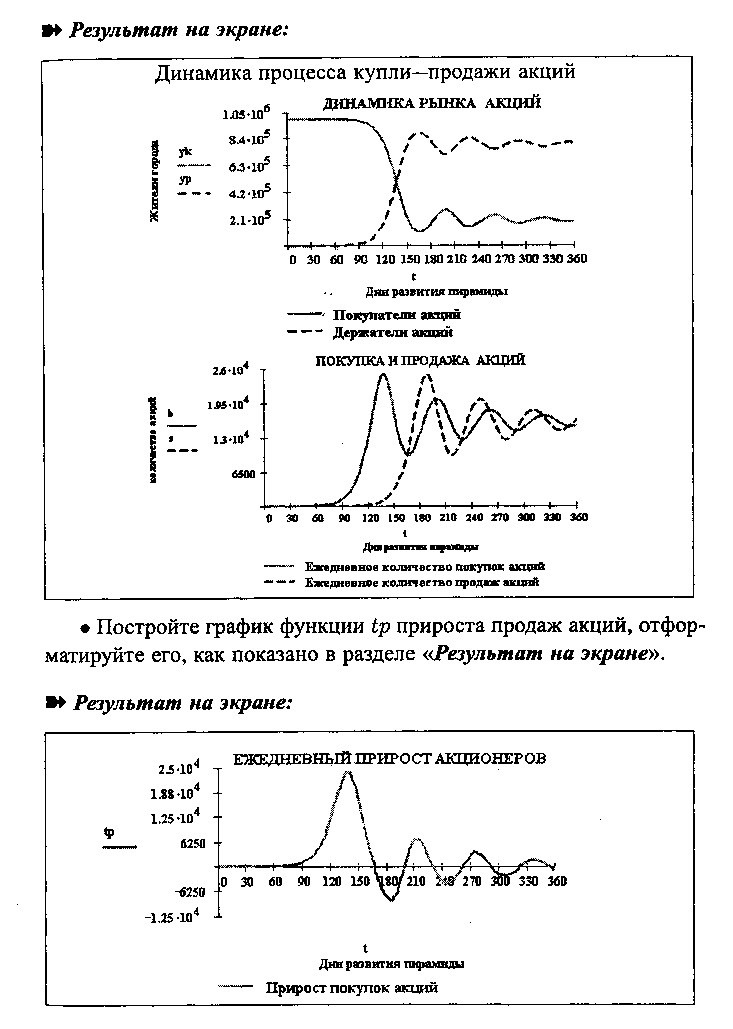 Результат на экране:
Динамика процесса купли–продажи акций
ДИНАМИКА РЫНКА АКЦИЙ
1.05·10⁶
8.4·10⁵
6.3·10⁵
4.2·10⁵
2.1·10⁵
Жители города
yk
yp
0 30 60 90 120 150 180 210 240 270 300 330 360
t
Дни развития пирамиды
Покупатели акций
Держатели акций
ПОКУПКА И ПРОДАЖА АКЦИЙ
2.6·10⁴
1.95·10⁴
1.3·10⁴
6500
количество акций
b
s
0 30 60 90 120 150 180 210 240 270 300 330 360
t
Дни развития пирамиды
Ежедневное количество покупок акций
Ежедневное количество продаж акций
• Постройте график функции tp прироста продаж акций, отфор-
матируйте его, как показано в разделе «Результат на экране».
Результат на экране:
ЕЖЕДНЕВНЫЙ ПРИРОСТ АКЦИОНЕРОВ
2.5·10⁴
1.88·10⁴
1.25·10⁴
6250
−6250
−1.25·10⁴
tp
0 30 60 90 120 150 180 210 240 270 300 330 360
t
Дни развития пирамиды
Прирост покупок акций